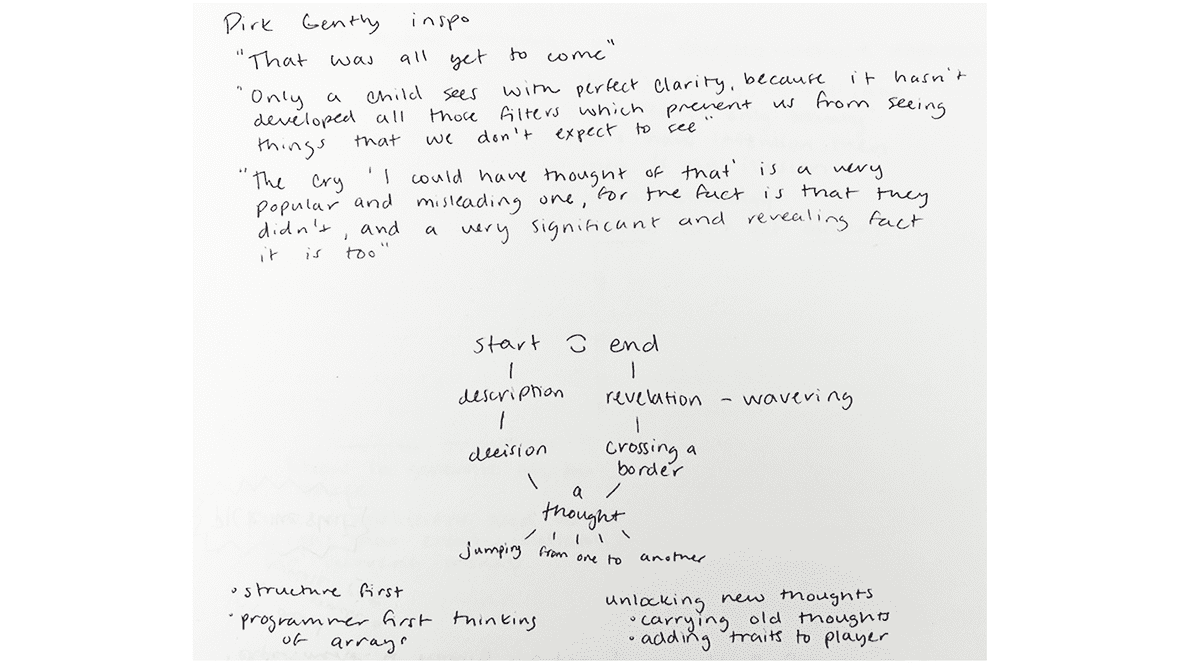 Dirk Gently inspo
"That was all yet to come"
"Only a child sees with perfect clarity, because it hasn't
developed all those filters which prevent us from seeing
things that we don't expect to see"
"The cry 'I could have thought of that' is a very
popular and misleading one, for the fact is that they
didn't, and a very significant and revealing fact
it is too"
start end
description revelation - wavering
decision crossing a
border
a
thought
jumping from one to another
• structure first
• programmer first thinking
of arrays
unlocking new thoughts
• carrying old thoughts
• adding traits to player